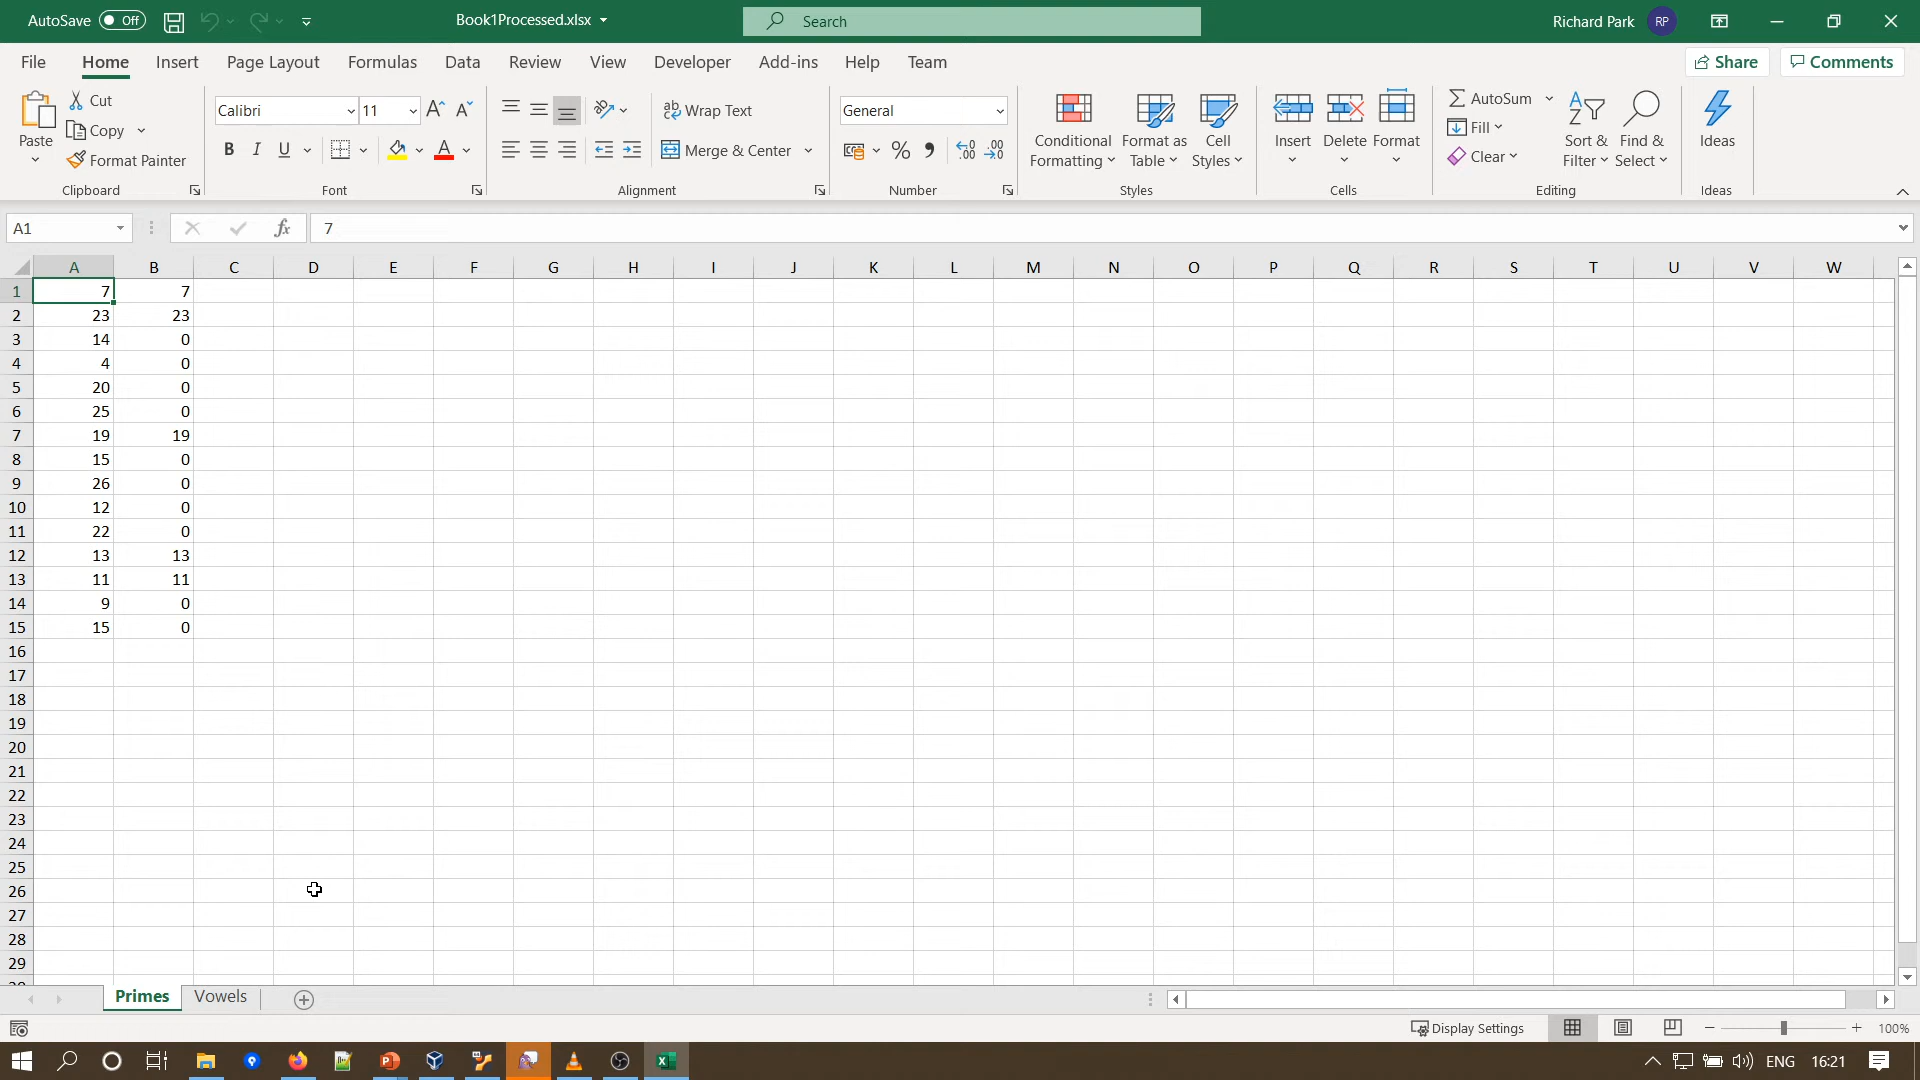 AutoSave Off Book1Processed.xlsx Search Richard Park RP
File Home Insert Page Layout Formulas Data Review View Developer Add-ins Help Team Share Comments
Paste
Cut
Copy
Format Painter
Clipboard
Calibri 11
B I U
Font
ab Wrap Text
Merge & Center
Alignment
General
Number
Conditional
Formatting
Format as
Table
Cell
Styles
Styles
Insert Delete Format
Cells
AutoSum
Fill
Clear
Sort &
Filter
Find &
Select
Editing
Ideas
Ideas
A1 fx 7
A B C D E F G H I J K L M N O P Q R S T U V W
1 7 7
2 23 23
3 14 0
4 4 0
5 20 0
6 25 0
7 19 19
8 15 0
9 26 0
10 12 0
11 22 0
12 13 13
13 11 11
14 9 0
15 15 0
16
17
18
19
20
21
22
23
24
25
26
27
28
29
Primes Vowels
Display Settings 100%
ENG 16:21